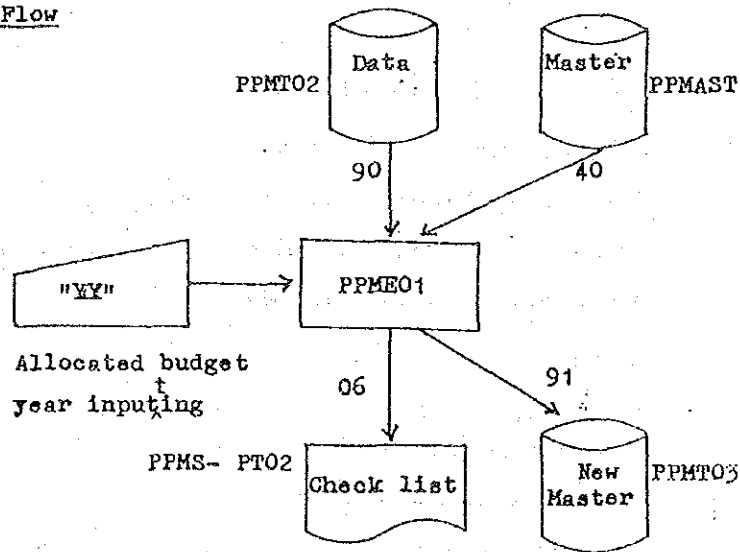 Flow
Data
Master
PPMT02
PPMAST
90
40
"YY"
PPME01
Allocated budget
t
year inputing
06
91
PPMS- PT02
Check list
New
Master
PPMT03